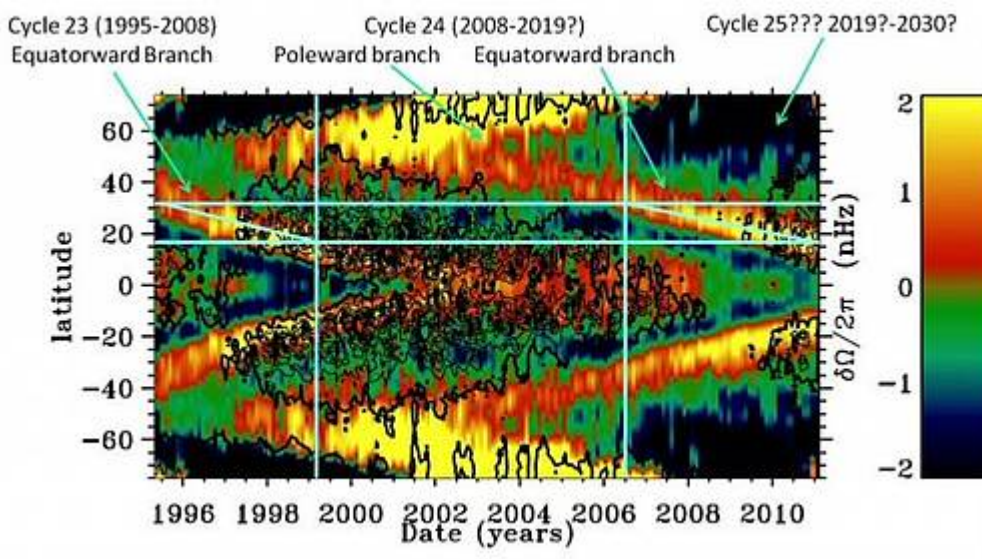 Cycle 23 (1995-2008)
Equatorward Branch
Cycle 24 (2008-2019?)
Poleward branch
Equatorward branch
Cycle 25??? 2019?-2030?
latitude
60
40
20
0
-20
-40
-60
1996 1998 2000 2002 2004 2006 2008 2010
Date (years)
δΩ/2π (nHz)
2
1
0
-1
-2